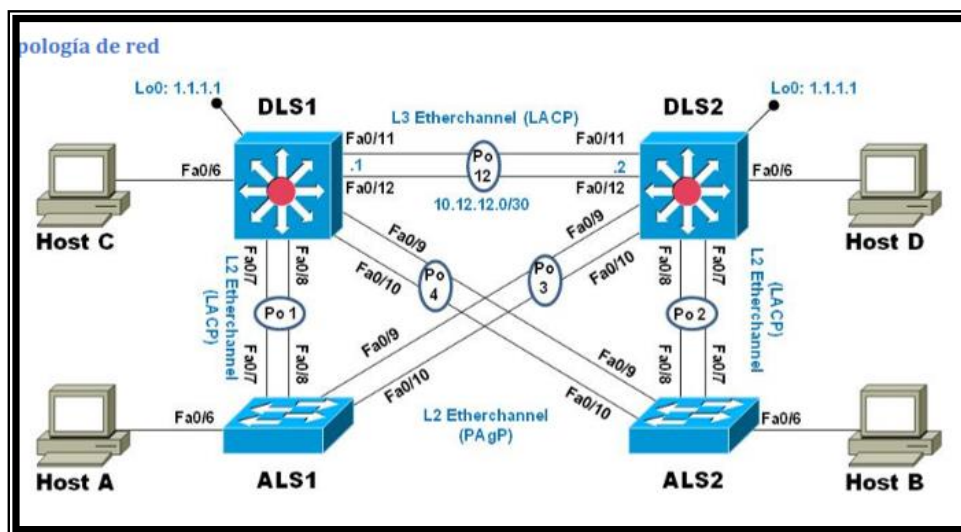 pología de red
Lo0: 1.1.1.1
Lo0: 1.1.1.1
DLS1
DLS2
L3 Etherchannel (LACP)
Fa0/11
Fa0/11
Po
12
.1
.2
Fa0/6
Fa0/6
Fa0/12
Fa0/12
10.12.12.0/30
Host C
Host D
Fa0/9
Fa0/9
Fa0/10
Fa0/10
Fa0/7
Fa0/8
Fa0/8
Fa0/7
Po
4
Po
3
L2 Etherchannel
(LACP)
L2 Etherchannel
(LACP)
Po 1
Po 2
Fa0/7
Fa0/8
Fa0/8
Fa0/7
Fa0/9
Fa0/9
Fa0/10
Fa0/10
Fa0/6
Fa0/6
L2 Etherchannel
(PAgP)
Host A
ALS1
ALS2
Host B